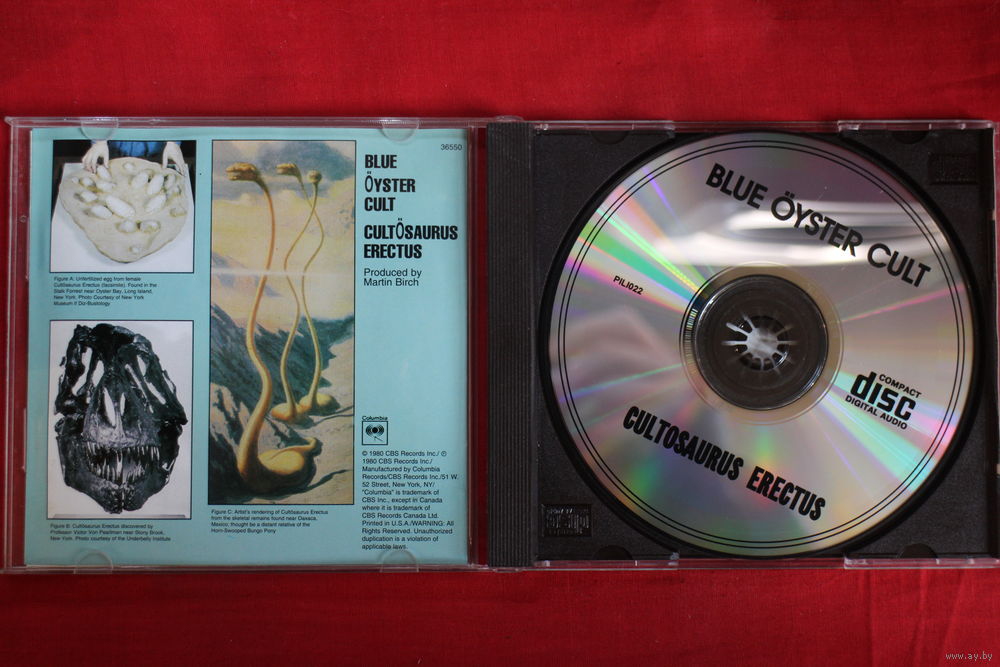 36550
BLUE
ÖYSTER
CULT
CULTÖSAURUS
ERECTUS
Produced by
Martin Birch
Figure A: Unfertilized egg from female
Cultösaurus Erectus (facsimile). Found in the
Stalk Forrest near Oyster Bay, Long Island,
New York. Photo Courtesy of New York
Museum // Diz-Bustology
Figure B: Cultösaurus Erectus discovered by
Professor Victor Von Pearlman near Stony Brook,
New York. Photo courtesy of the Underbelly Institute
Figure C: Artist's rendering of Cultösaurus Erectus
from the skeletal remains found near Oaxaca,
Mexico, thought be a distant relative of the
Horn-Swooped Bungo Pony
Columbia
© 1980 CBS Records Inc./ ℗
1980 CBS Records Inc./
Manufactured by Columbia
Records/CBS Records Inc./51 W.
52 Street, New York, NY/
"Columbia" is trademark of
CBS Inc., except in Canada
where it is trademark of
CBS Records Canada Ltd.
Printed in U.S.A./WARNING: All
Rights Reserved. Unauthorized
duplication is a violation of
applicable laws.
BLUE ÖYSTER CULT
PILI022
COMPACT
disc
DIGITAL AUDIO
CULTOSAURUS ERECTUS
www.ay.by